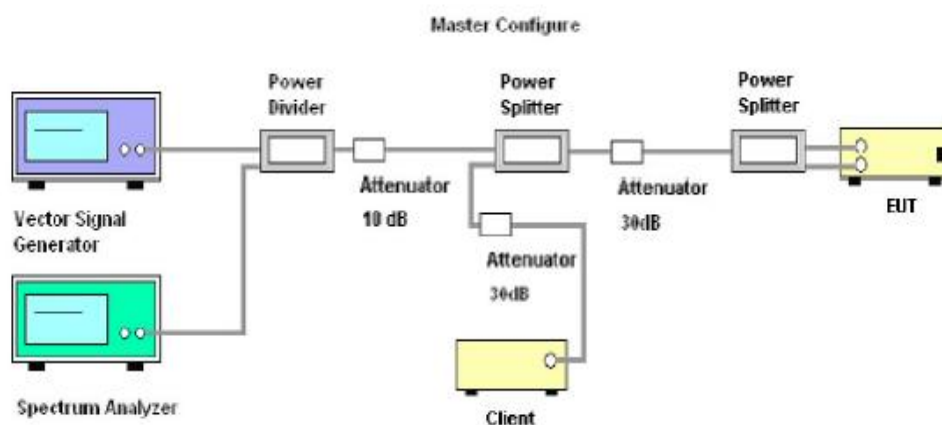 Master Configure
Power
Divider
Power
Splitter
Power
Splitter
Attenuator
10 dB
Attenuator
30dB
EUT
Vector Signal
Generator
Attenuator
30dB
Spectrum Analyzer
Client